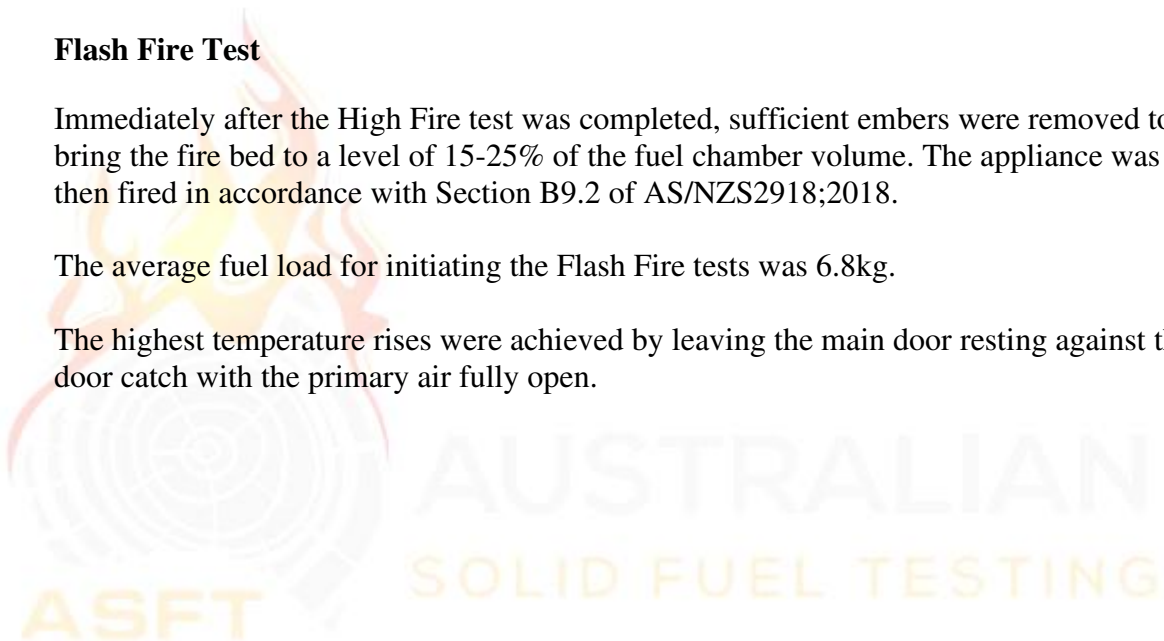 Flash Fire Test
Immediately after the High Fire test was completed, sufficient embers were removed to
bring the fire bed to a level of 15-25% of the fuel chamber volume. The appliance was
then fired in accordance with Section B9.2 of AS/NZS2918;2018.
The average fuel load for initiating the Flash Fire tests was 6.8kg.
The highest temperature rises were achieved by leaving the main door resting against
door catch with the primary air fully open.
AUSTRALIAN
SOLID FUEL TESTING
ASFT